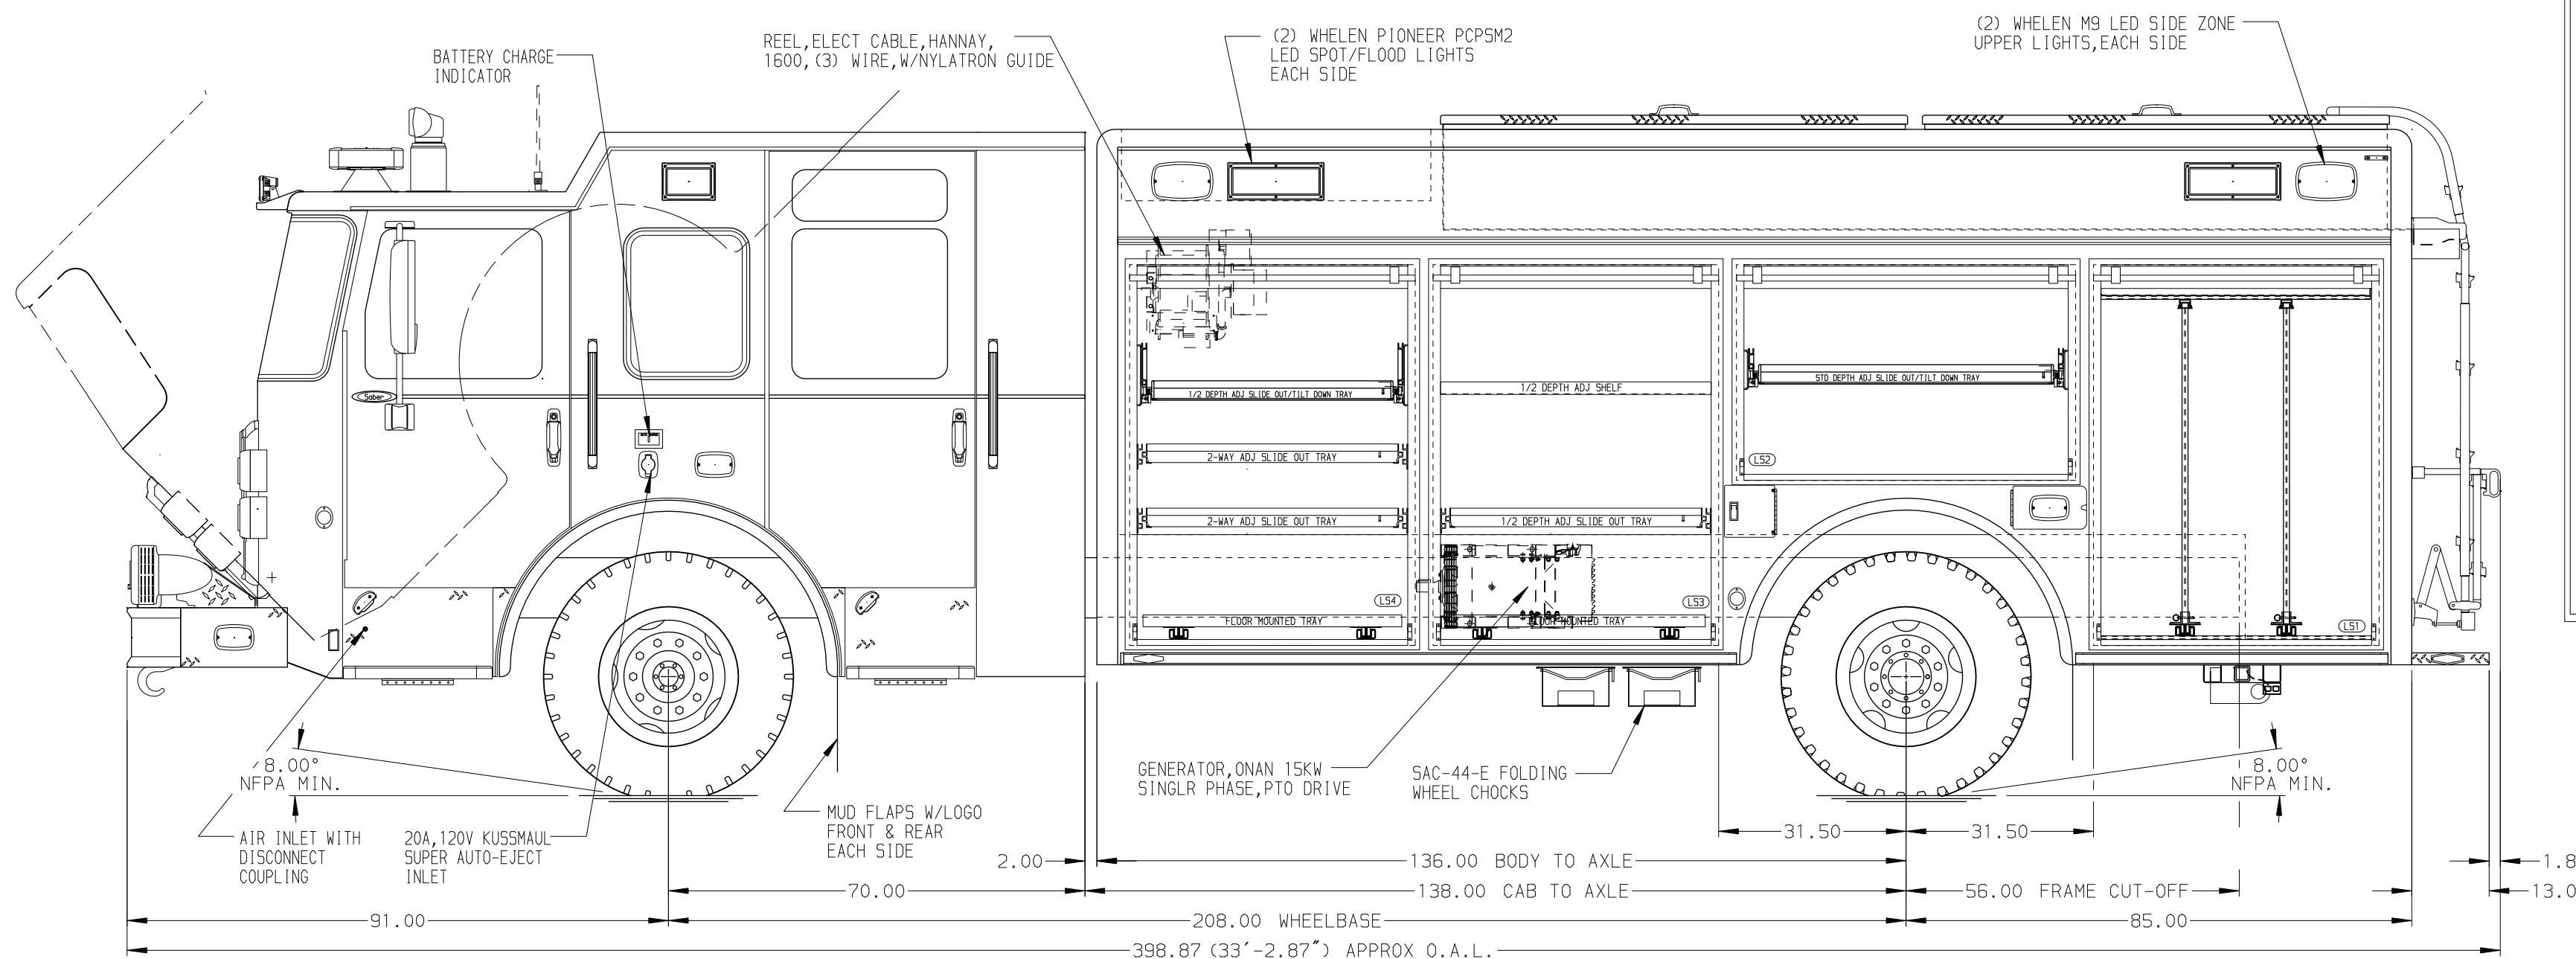 BATTERY CHARGE
INDICATOR
REEL,ELECT CABLE,HANNAY,
1600,(3) WIRE,W/NYLATRON GUIDE
(2) WHELEN PIONEER PCPSM2
LED SPOT/FLOOD LIGHTS
EACH SIDE
(2) WHELEN M9 LED SIDE ZONE
UPPER LIGHTS,EACH SIDE
Saber
1/2 DEPTH ADJ SLIDE OUT/TILT DOWN TRAY
2-WAY ADJ SLIDE OUT TRAY
2-WAY ADJ SLIDE OUT TRAY
LS4
FLOOR MOUNTED TRAY
1/2 DEPTH ADJ SHELF
1/2 DEPTH ADJ SLIDE OUT TRAY
LS3
FLOOR MOUNTED TRAY
STD DEPTH ADJ SLIDE OUT/TILT DOWN TRAY
LS2
LS1
8.00°
NFPA MIN.
AIR INLET WITH
DISCONNECT
COUPLING
20A,120V KUSSMAUL
SUPER AUTO-EJECT
INLET
MUD FLAPS W/LOGO
FRONT & REAR
EACH SIDE
GENERATOR,ONAN 15KW
SINGLR PHASE,PTO DRIVE
SAC-44-E FOLDING
WHEEL CHOCKS
8.00°
NFPA MIN.
31.50
31.50
2.00
136.00 BODY TO AXLE
1.8
70.00
138.00 CAB TO AXLE
56.00 FRAME CUT-OFF
13.0
91.00
208.00 WHEELBASE
85.00
398.87 (33′-2.87″) APPROX O.A.L.